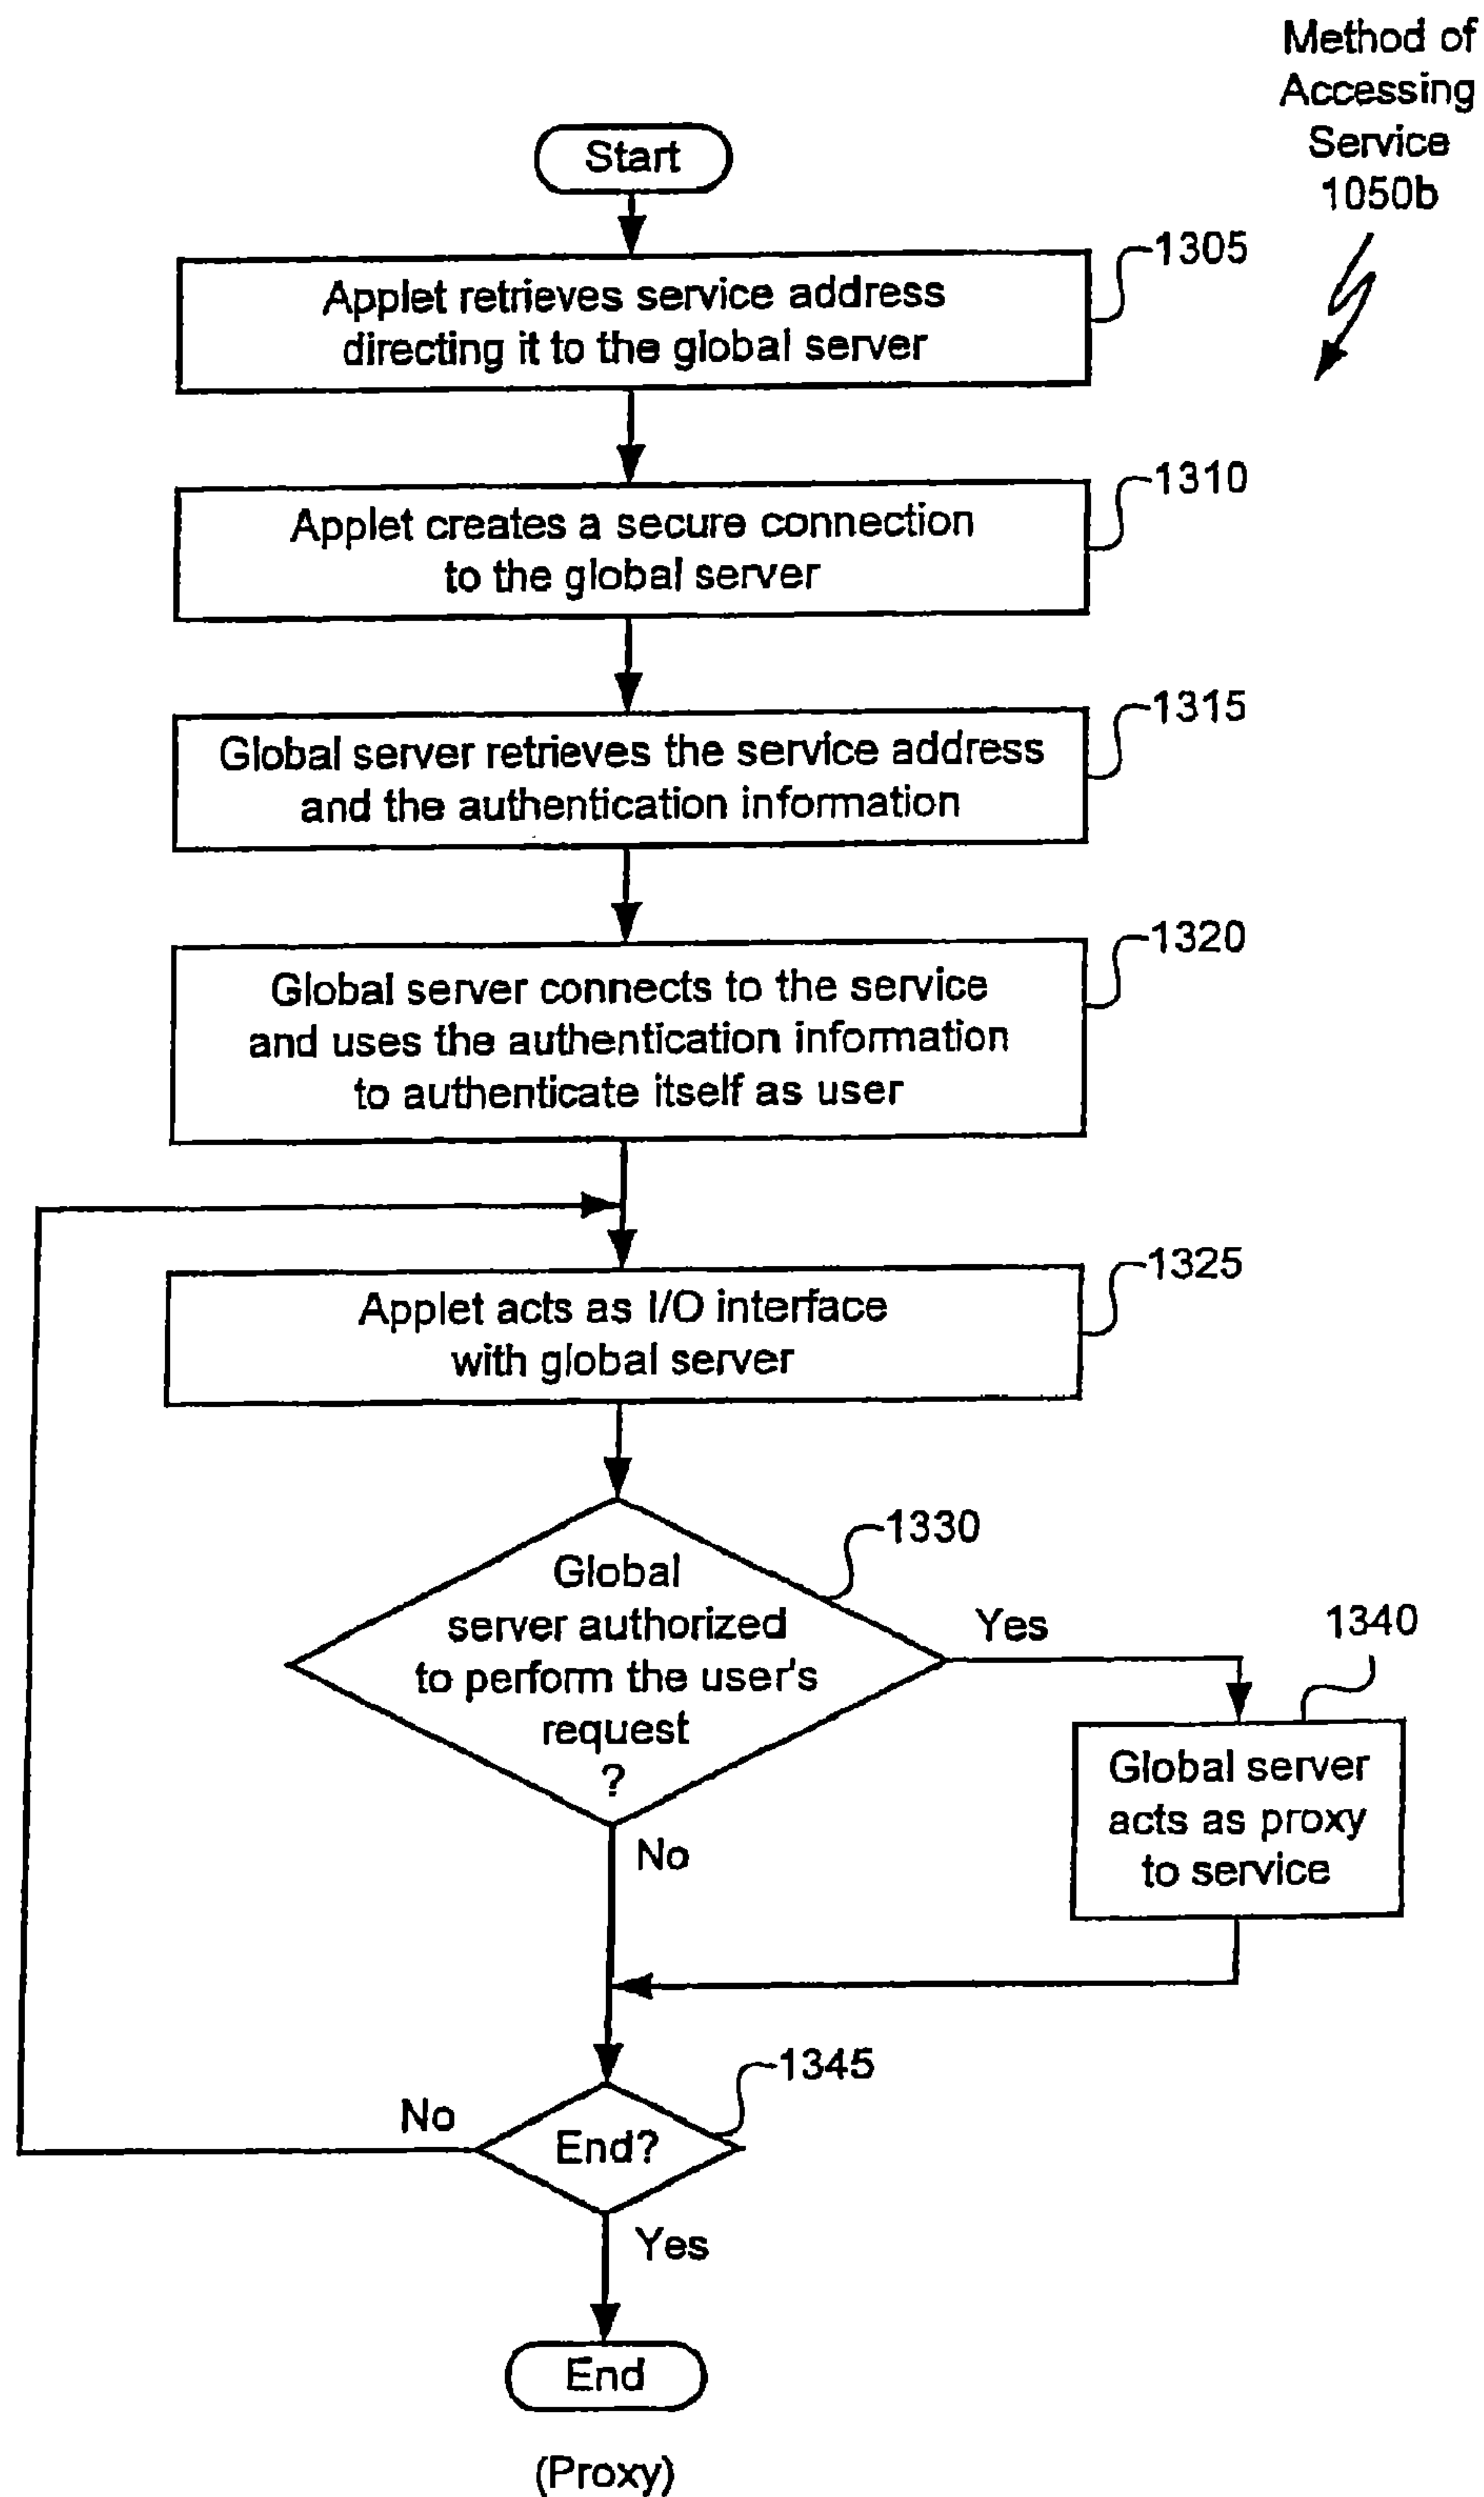 Method of
Accessing
Service
1050b
Start
1305
Applet retrieves service address
directing it to the global server
1310
Applet creates a secure connection
to the global server
1315
Global server retrieves the service address
and the authentication information
1320
Global server connects to the service
and uses the authentication information
to authenticate itself as user
1325
Applet acts as I/O interface
with global server
1330
Global
server authorized
to perform the user's
request
?
Yes
1340
Global server
acts as proxy
to service
No
1345
No
End?
Yes
End
(Proxy)